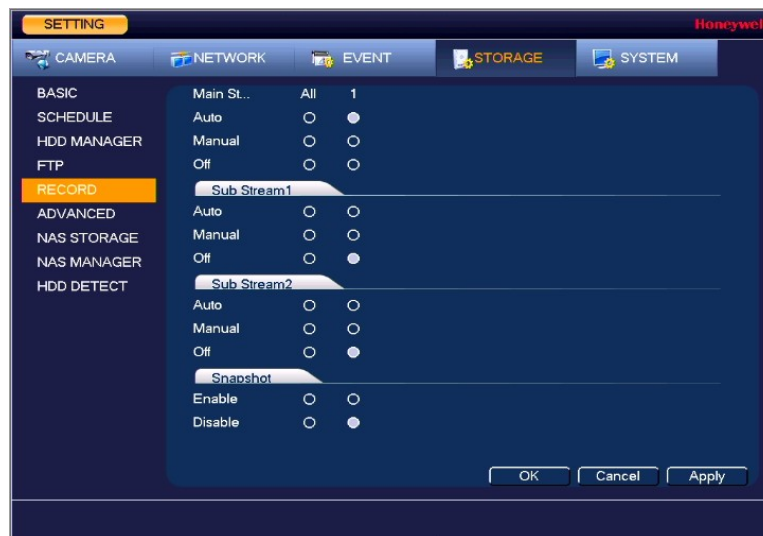 SETTING
Honeywell
CAMERA NETWORK EVENT STORAGE SYSTEM
BASIC
SCHEDULE
HDD MANAGER
FTP
RECORD
ADVANCED
NAS STORAGE
NAS MANAGER
HDD DETECT
Main St... All 1
Auto
Manual
Off
Sub Stream1
Auto
Manual
Off
Sub Stream2
Auto
Manual
Off
Snapshot
Enable
Disable
OK Cancel Apply